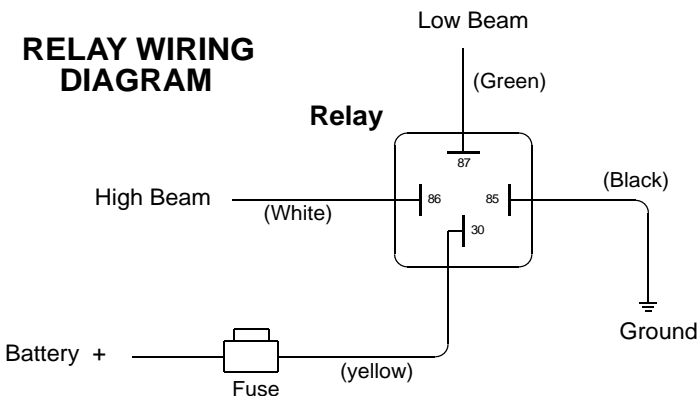 RELAY WIRING
DIAGRAM
Low Beam
(Green)
Relay
87
High Beam
(White)
86
85
(Black)
30
Ground
Battery +
Fuse
(yellow)